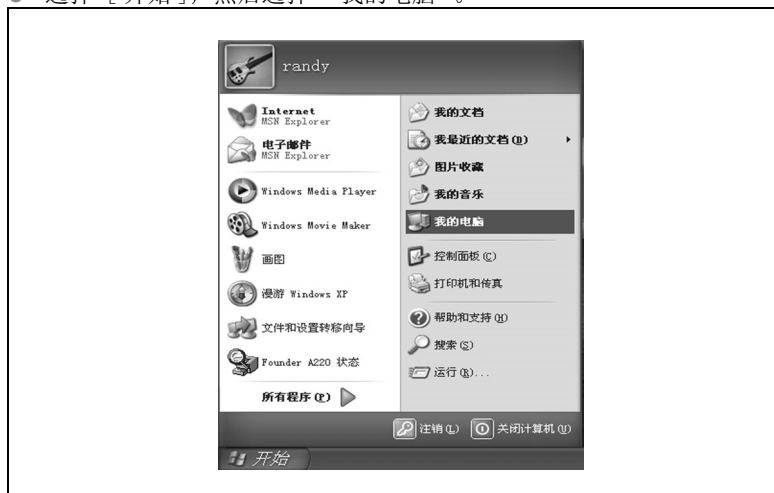 选择 [开始], 然后选择 "我的电脑"。
randy
Internet
MSN Explorer
电子邮件
MSN Explorer
Windows Media Player
Windows Movie Maker
画图
漫游 Windows XP
文件和设置转移向导
Founder A220 状态
所有程序(P)
我的文档
我最近的文档(D)
图片收藏
我的音乐
我的电脑
控制面板(C)
打印机和传真
帮助和支持(H)
搜索(S)
运行(R)...
注销(L)
关闭计算机(U)
开始